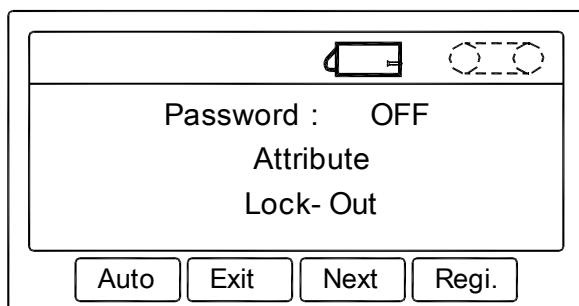 Password : OFF
Attribute
Lock- Out
Auto Exit Next Regi.